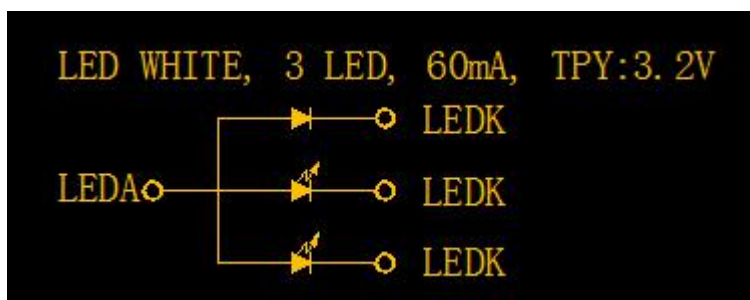 LED WHITE, 3 LED, 60mA, TPY:3.2V
LEDK
LEDA
LEDK
LEDK